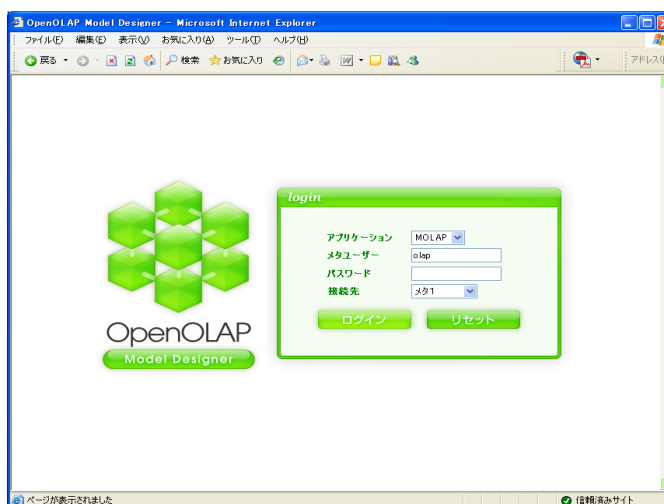 OpenOLAP Model Designer - Microsoft Internet Explorer
ファイル(F) 編集(E) 表示(V) お気に入り(A) ツール(T) ヘルプ(H)
戻る 検索 お気に入り アドレス(
login
アプリケーション MOLAP
メタユーザー olap
パスワード
接続先 メタ1
ログイン リセット
OpenOLAP
Model Designer
ページが表示されました 信頼済みサイト